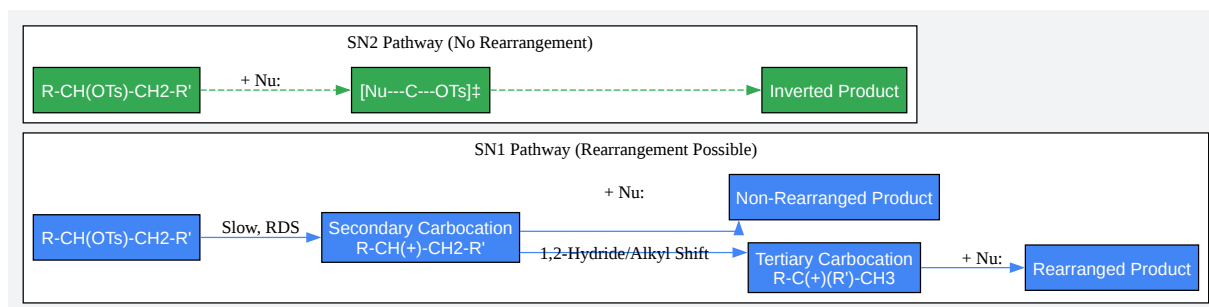 SN2 Pathway (No Rearrangement)
R-CH(OTs)-CH2-R'
+ Nu:
[Nu---C---OTs]‡
Inverted Product
SN1 Pathway (Rearrangement Possible)
R-CH(OTs)-CH2-R'
Slow, RDS
Secondary Carbocation
R-CH(+)-CH2-R'
+ Nu:
Non-Rearranged Product
1,2-Hydride/Alkyl Shift
Tertiary Carbocation
R-C(+)(R')-CH3
+ Nu:
Rearranged Product